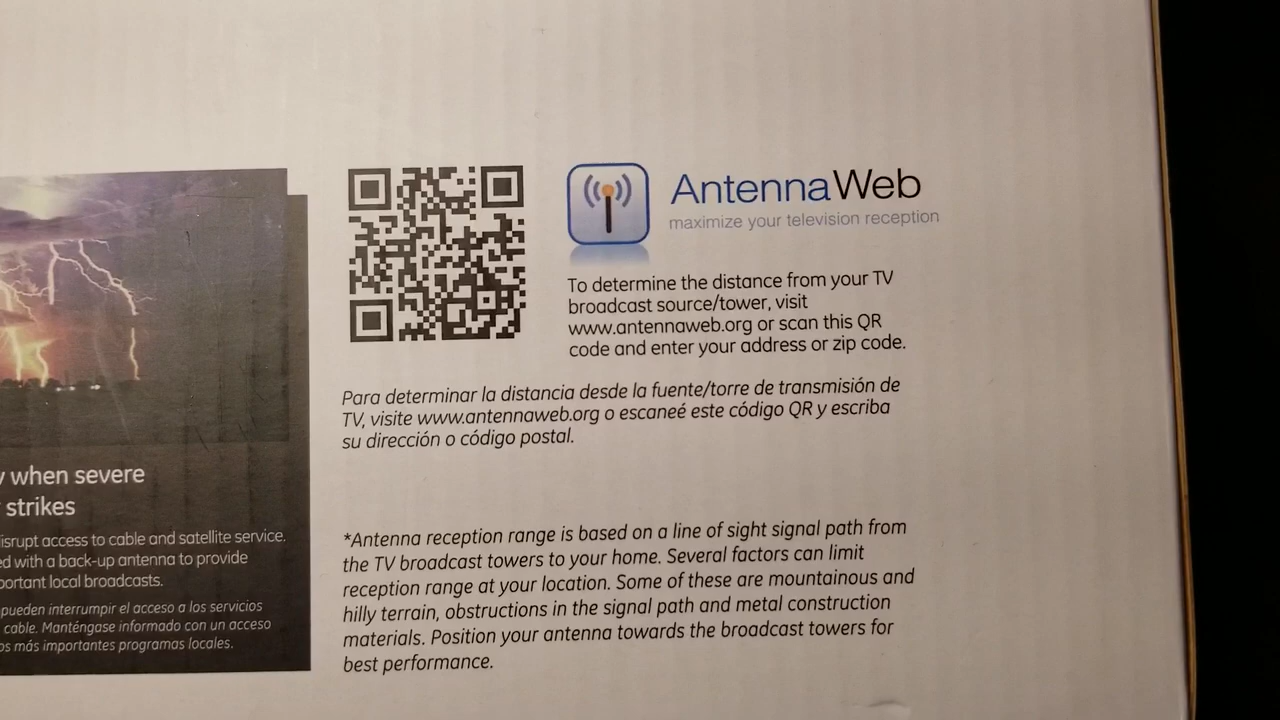 AntennaWeb
maximize your television reception
To determine the distance from your TV
broadcast source/tower, visit
www.antennaweb.org or scan this QR
code and enter your address or zip code.
Para determinar la distancia desde la fuente/torre de transmisión de
TV, visite www.antennaweb.org o escaneé este código QR y escriba
su dirección o código postal.
*Antenna reception range is based on a line of sight signal path from
the TV broadcast towers to your home. Several factors can limit
reception range at your location. Some of these are mountainous and
hilly terrain, obstructions in the signal path and metal construction
materials. Position your antenna towards the broadcast towers for
best performance.
when severe
strikes
access to cable and satellite service.
with a back-up antenna to provide
local broadcasts.
pueden interrumpir el acceso a los servicios
cable. Manténgase informado con un acceso
más importantes programas locales.